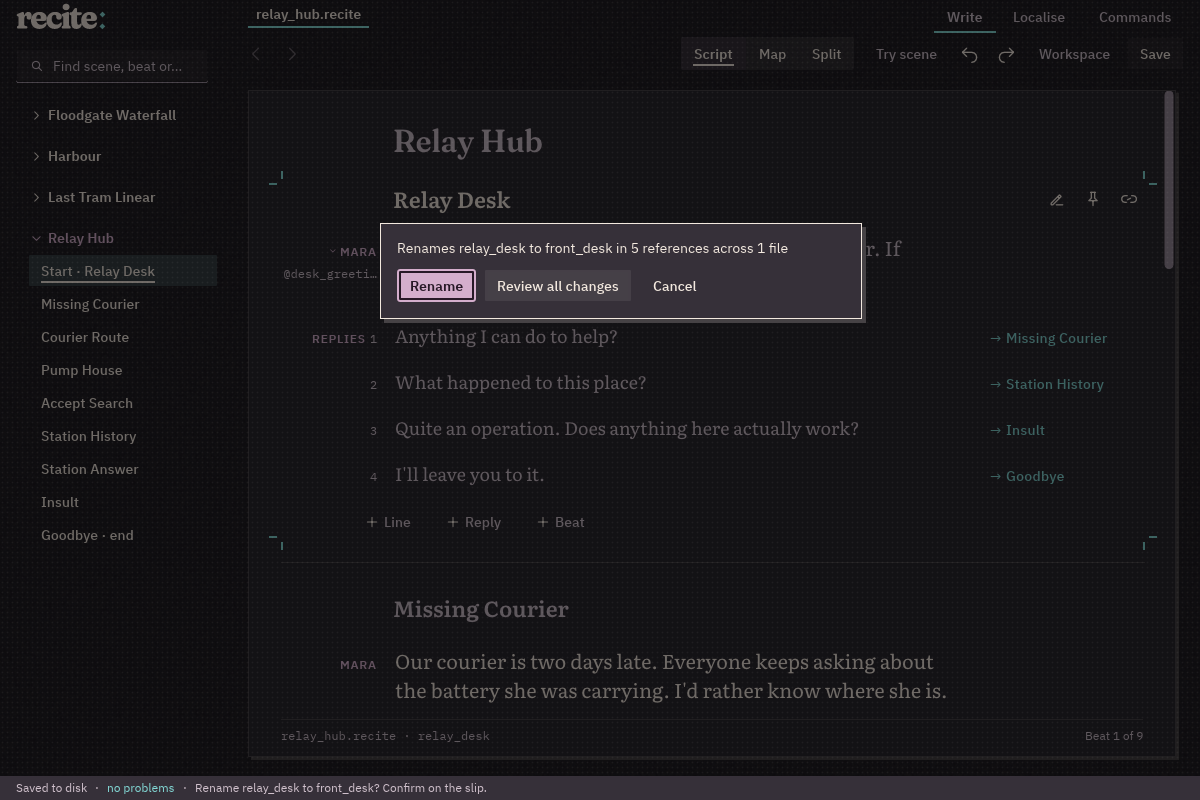 recite:
relay_hub.recite
Write
Localise
Commands
Find scene, beat or...
Script
Map
Split
Try scene
Workspace
Save
Floodgate Waterfall
Harbour
Last Tram Linear
Relay Hub
Start · Relay Desk
Missing Courier
Courier Route
Pump House
Accept Search
Station History
Station Answer
Insult
Goodbye · end
Relay Hub
Relay Desk
MARA
r. If
@desk_greeti…
Renames relay_desk to front_desk in 5 references across 1 file
Rename
Review all changes
Cancel
REPLIES 1
Anything I can do to help?
→ Missing Courier
2
What happened to this place?
→ Station History
3
Quite an operation. Does anything here actually work?
→ Insult
4
I'll leave you to it.
→ Goodbye
+ Line
+ Reply
+ Beat
Missing Courier
MARA
Our courier is two days late. Everyone keeps asking about
the battery she was carrying. I'd rather know where she is.
relay_hub.recite · relay_desk
Beat 1 of 9
Saved to disk · no problems · Rename relay_desk to front_desk? Confirm on the slip.